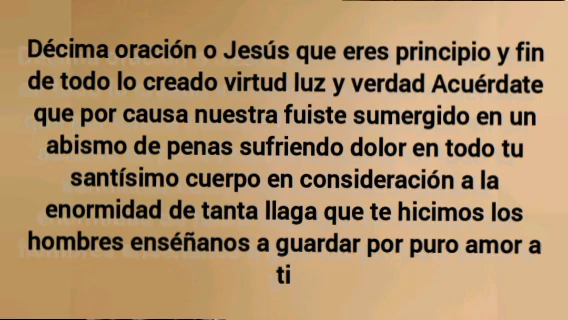 Décima oración o Jesús que eres principio y fin
de todo lo creado virtud luz y verdad Acuérdate
que por causa nuestra fuiste sumergido en un
abismo de penas sufriendo dolor en todo tu
santísimo cuerpo en consideración a la
enormidad de tanta llaga que te hicimos los
hombres enséñanos a guardar por puro amor a
ti